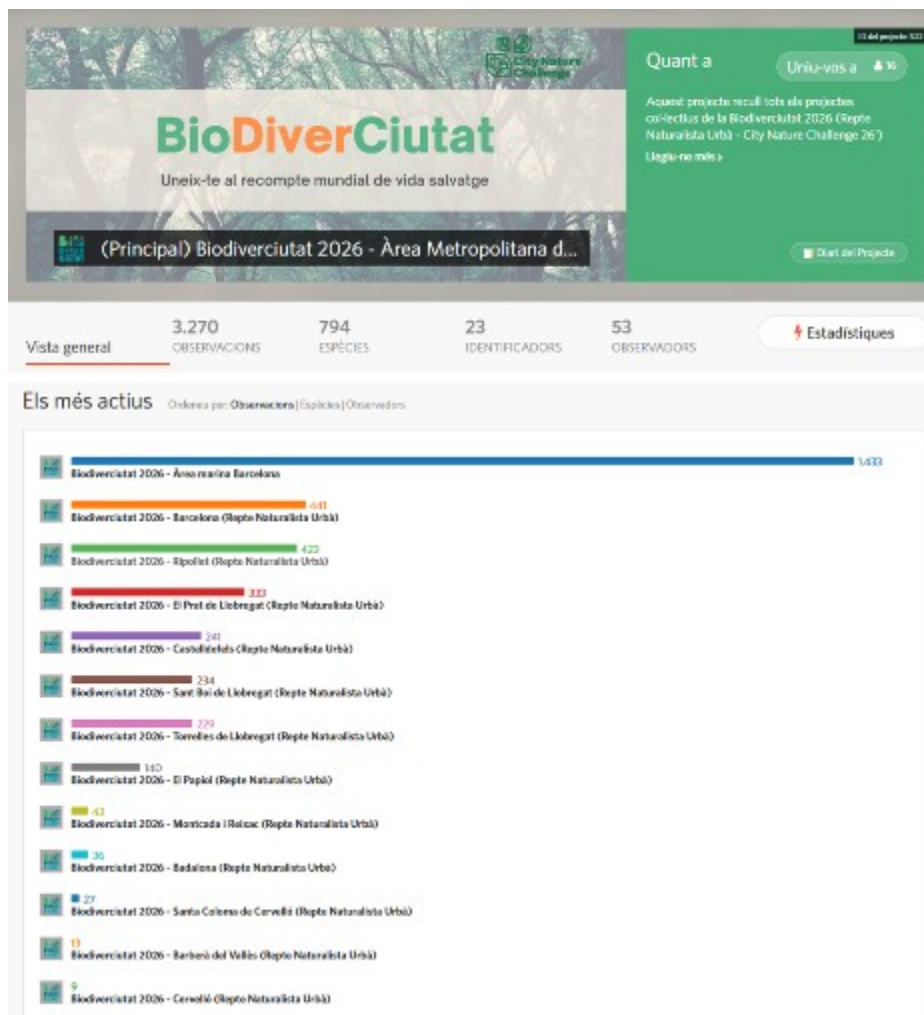 City Nature
Challenge
BioDiverCiutat
Uneix-te al recompte mundial de vida salvatge
(Principal) Biodiverciutat 2026 - Àrea Metropolitana d...
Quant a
Uniu-vos a 16
Aquest projecte recull tots els projectes
col·lectius de la Biodiverciutat 2026 (Repte
Naturalista Urbà - City Nature Challenge 26')
Llegiu-ne més ›
Diari del Projecte
Vista general
3.270
OBSERVACIONS
794
ESPÈCIES
23
IDENTIFICADORS
53
OBSERVADORS
Estadístiques
Els més actius
Ordeneu per: Observacions | Espècies | Observadors
1,433
Biodiverciutat 2026 - Àrea marina Barcelona
441
Biodiverciutat 2026 - Barcelona (Repte Naturalista Urbà)
423
Biodiverciutat 2026 - Ripollet (Repte Naturalista Urbà)
333
Biodiverciutat 2026 - El Prat de Llobregat (Repte Naturalista Urbà)
241
Biodiverciutat 2026 - Castelldefels (Repte Naturalista Urbà)
234
Biodiverciutat 2026 - Sant Boi de Llobregat (Repte Naturalista Urbà)
229
Biodiverciutat 2026 - Torrelles de Llobregat (Repte Naturalista Urbà)
140
Biodiverciutat 2026 - El Papiol (Repte Naturalista Urbà)
Biodiverciutat 2026 - Montcada i Reixac (Repte Naturalista Urbà)
36
Biodiverciutat 2026 - Badalona (Repte Naturalista Urbà)
27
Biodiverciutat 2026 - Santa Coloma de Cervelló (Repte Naturalista Urbà)
13
Biodiverciutat 2026 - Barberà del Vallès (Repte Naturalista Urbà)
9
Biodiverciutat 2026 - Cervelló (Repte Naturalista Urbà)